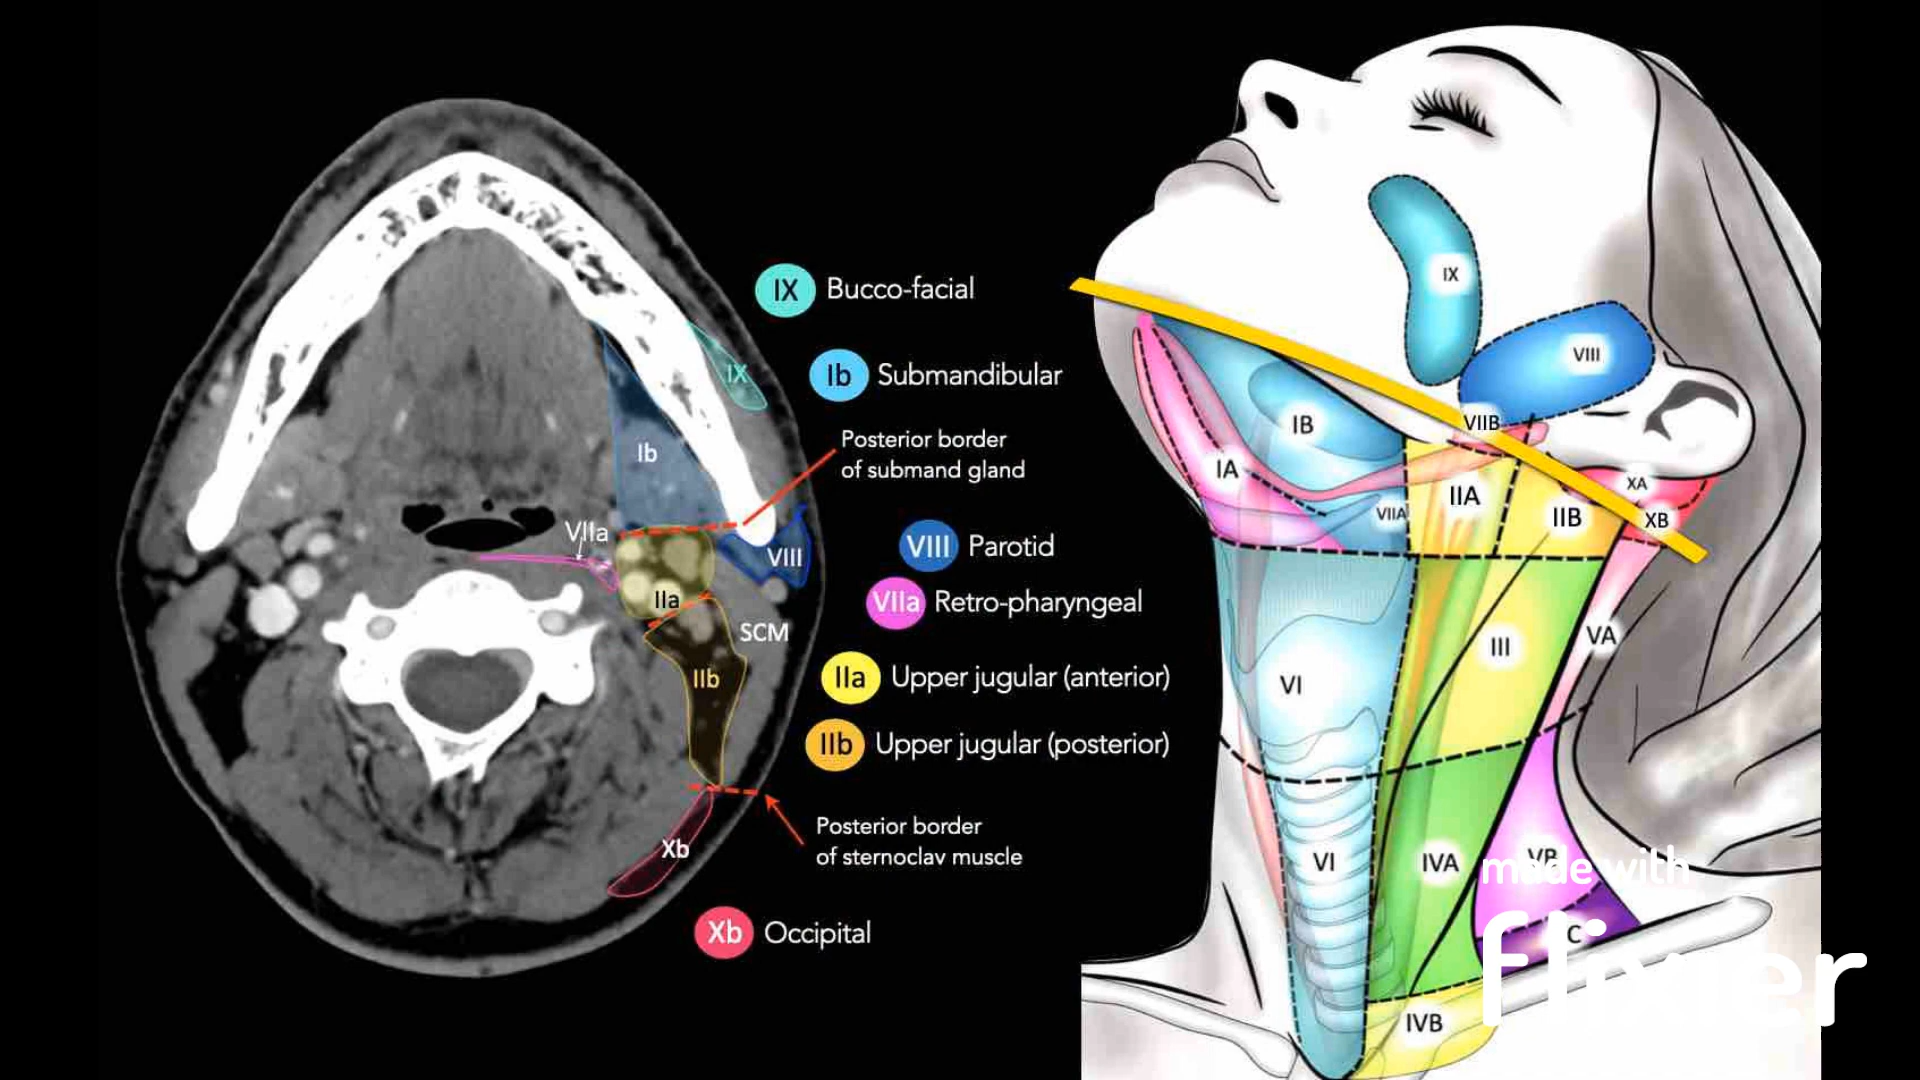 IX Bucco-facial
Ib Submandibular
Posterior border
of submand gland
VIII Parotid
VIIa Retro-pharyngeal
IIa Upper jugular (anterior)
IIb Upper jugular (posterior)
Posterior border
of sternoclav muscle
Xb Occipital
IX
Ib
VIIa
VIII
IIa
SCM
IIb
Xb
IX
VIII
VIIB
IB
IA
IIA
XA
VIIA
IIB
XB
III
VA
VI
VI
IVA
VB
C
IVB
made with
flixier